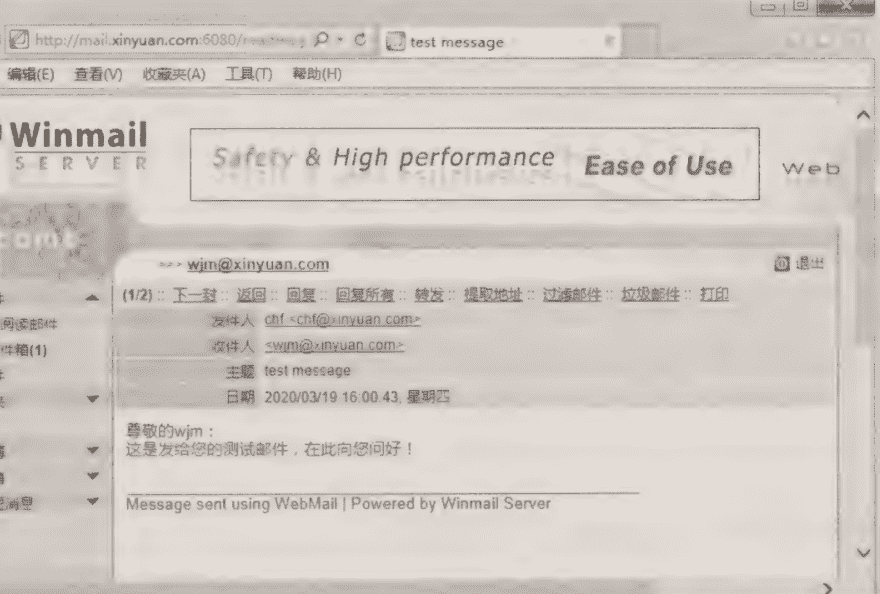 http://mail.xinyuan.com:6080/
test message
编辑(E) 查看(V) 收藏夹(A) 工具(T) 帮助(H)
Winmail
SERVER
Safety & High performance
Ease of Use
Web
wjm@xinyuan.com
退出
(1/2) :: 下一封 :: 返回 :: 回复 :: 回复所有 :: 转发 :: 提取地址 :: 过滤邮件 :: 垃圾邮件 :: 打印
发件人 chf <chf@xinyuan.com>
收件人 <wjm@xinyuan.com>
件箱(1)
主题 test message
日期 2020/03/19 16:00:43, 星期四
尊敬的wjm：
这是发给您的测试邮件，在此向您问好！
消息
Message sent using WebMail | Powered by Winmail Server